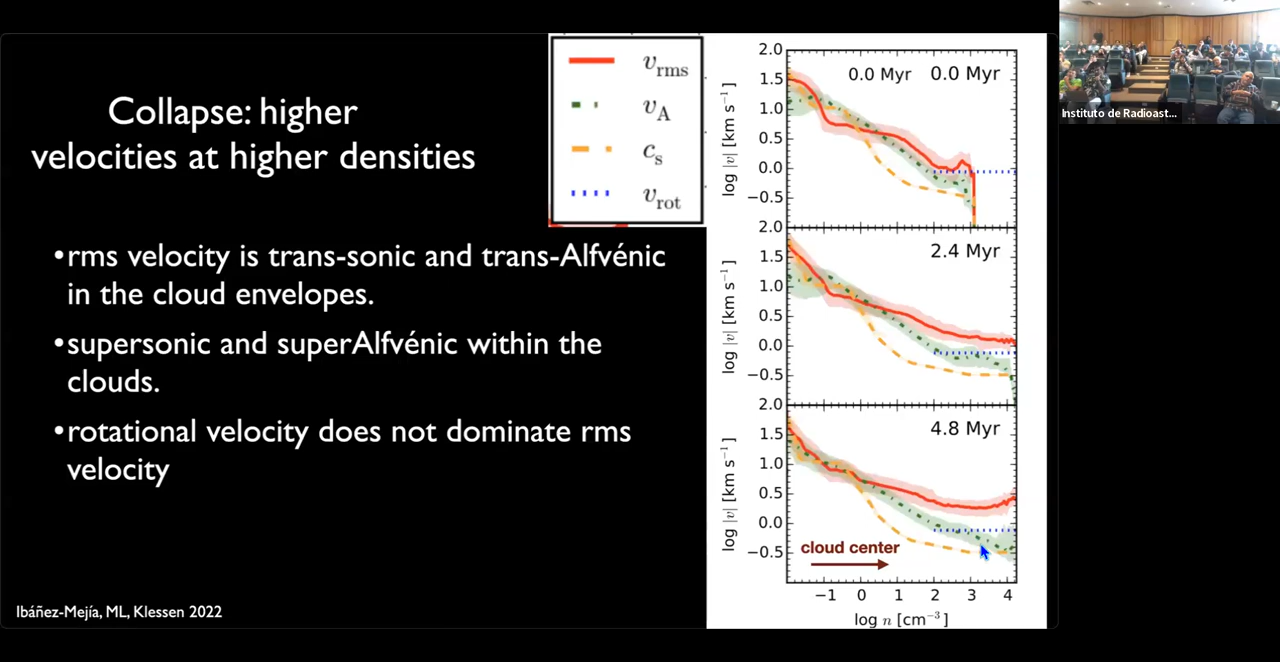 Collapse: higher
velocities at higher densities
•rms velocity is trans-sonic and trans-Alfvénic
in the cloud envelopes.
•supersonic and superAlfvénic within the
clouds.
•rotational velocity does not dominate rms
velocity
Ibáñez-Mejía, ML, Klessen 2022
v_rms
v_A
c_s
v_rot
0.0 Myr 0.0 Myr
2.0
1.5
1.0
0.5
0.0
−0.5
log |v| [km s⁻¹]
2.4 Myr
2.0
1.5
1.0
0.5
0.0
−0.5
log |v| [km s⁻¹]
4.8 Myr
2.0
1.5
1.0
0.5
0.0
−0.5
log |v| [km s⁻¹]
cloud center
−1 0 1 2 3 4
log n [cm⁻³]
Instituto de Radioast...